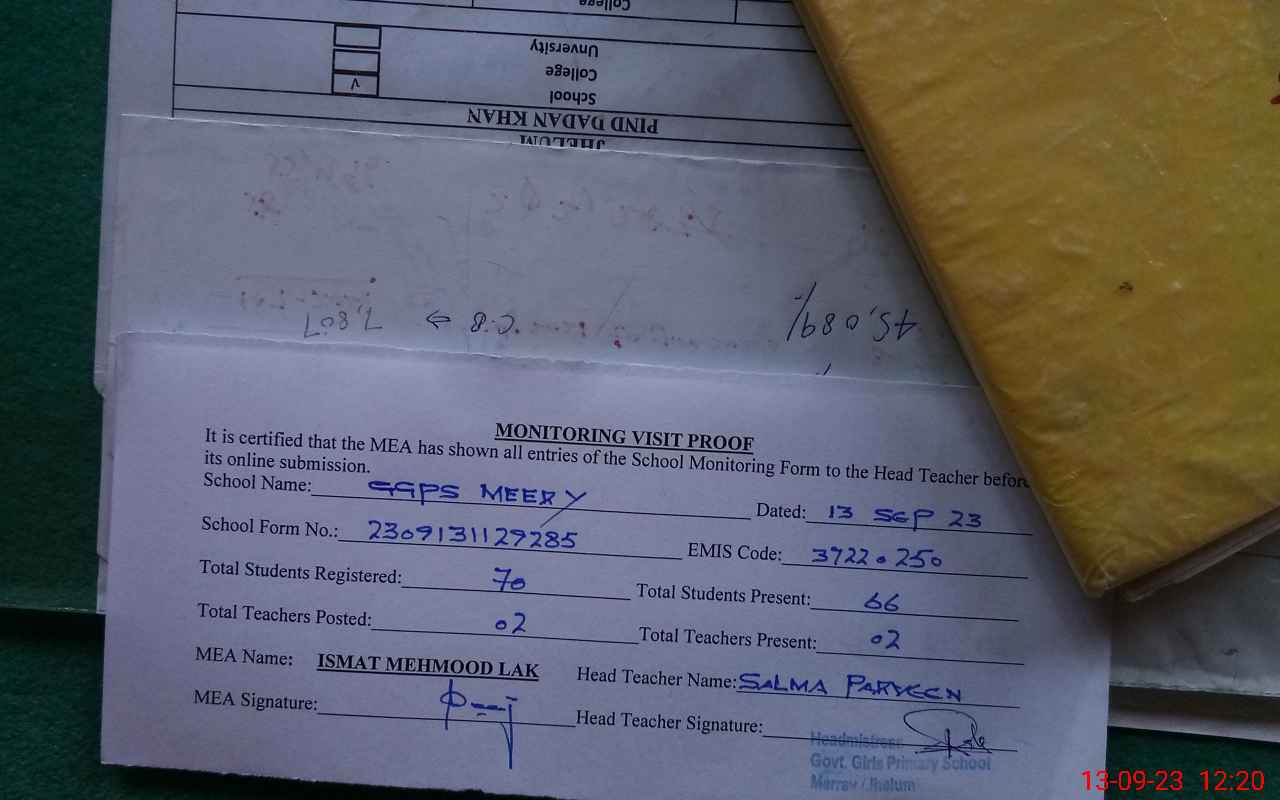 College
Unversity
College
School
√
PIND DADAN KHAN
JHELUM
45.089%
C.B → 7.807
MONITORING VISIT PROOF
It is certified that the MEA has shown all entries of the School Monitoring Form to the Head Teacher before
its online submission.
School Name: GGPS MEERY Dated: 13 SEP 23
School Form No.: 2309131129285 EMIS Code: 37220250
Total Students Registered: 70 Total Students Present: 66
Total Teachers Posted: 02 Total Teachers Present: 02
MEA Name: ISMAT MEHMOOD LAK Head Teacher Name: SALMA PARVEEN
MEA Signature: Head Teacher Signature:
Headmistress
Govt. Girls Primary School
Marray / Jhelum
13-09-23 12:20